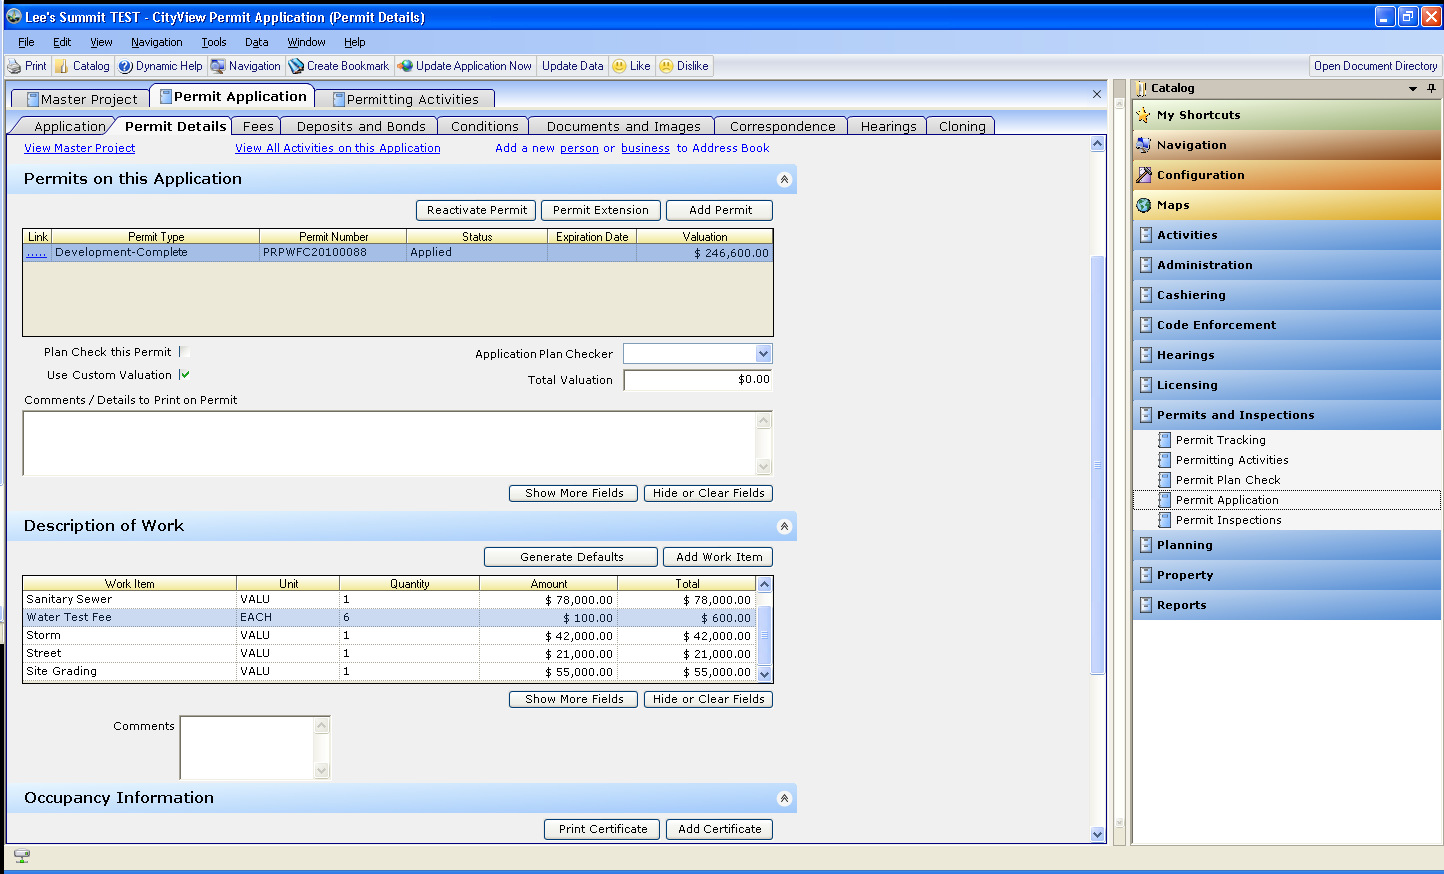 Lee's Summit TEST - CityView Permit Application (Permit Details)
File Edit View Navigation Tools Data Window Help
Print Catalog Dynamic Help Navigation Create Bookmark Update Application Now Update Data Like Dislike Open Document Directory
Master Project Permit Application Permitting Activities
Application Permit Details Fees Deposits and Bonds Conditions Documents and Images Correspondence Hearings Cloning
View Master Project View All Activities on this Application Add a new person or business to Address Book
Permits on this Application
Reactivate Permit Permit Extension Add Permit
Link Permit Type Permit Number Status Expiration Date Valuation
..... Development-Complete PRPWFC20100088 Applied $ 246,600.00
Plan Check this Permit Application Plan Checker
Use Custom Valuation Total Valuation $0.00
Comments / Details to Print on Permit
Show More Fields Hide or Clear Fields
Description of Work
Generate Defaults Add Work Item
Work Item Unit Quantity Amount Total
Sanitary Sewer VALU 1 $ 78,000.00 $ 78,000.00
Water Test Fee EACH 6 $ 100.00 $ 600.00
Storm VALU 1 $ 42,000.00 $ 42,000.00
Street VALU 1 $ 21,000.00 $ 21,000.00
Site Grading VALU 1 $ 55,000.00 $ 55,000.00
Show More Fields Hide or Clear Fields
Comments
Occupancy Information
Print Certificate Add Certificate
Catalog
My Shortcuts
Navigation
Configuration
Maps
Activities
Administration
Cashiering
Code Enforcement
Hearings
Licensing
Permits and Inspections
Permit Tracking
Permitting Activities
Permit Plan Check
Permit Application
Permit Inspections
Planning
Property
Reports